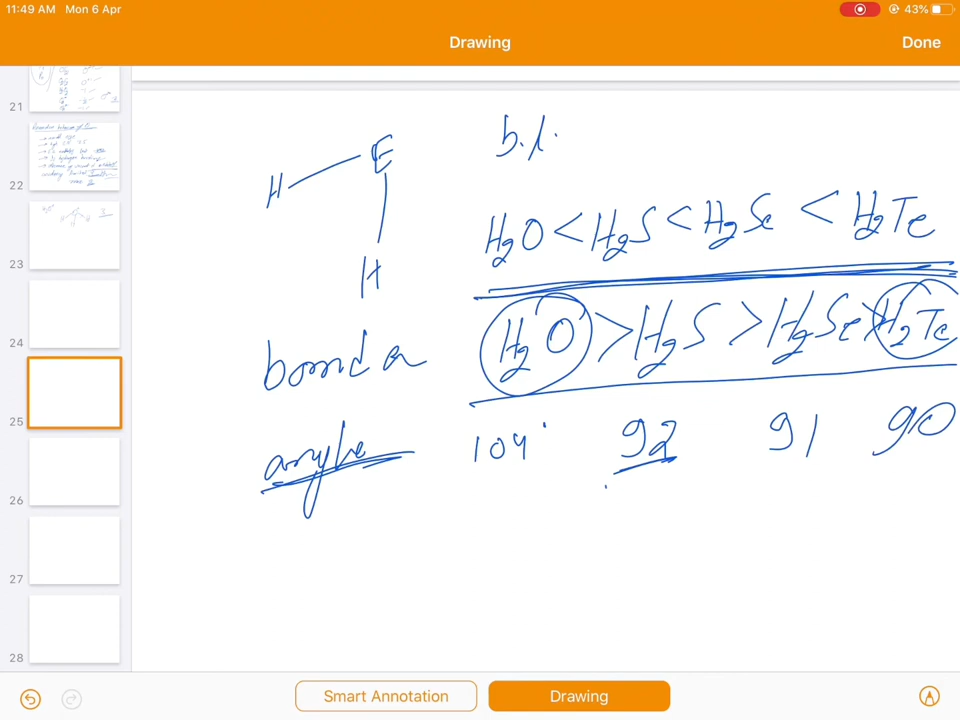 11:49 AM Mon 6 Apr
43%
Drawing
Done
21
22
23
24
25
26
27
28
H E
H
b.l.
H2O < H2S < H2Se < H2Te
H2O > H2S > H2Se > H2Te
bond a
angle
104° 92 91 90
Smart Annotation
Drawing